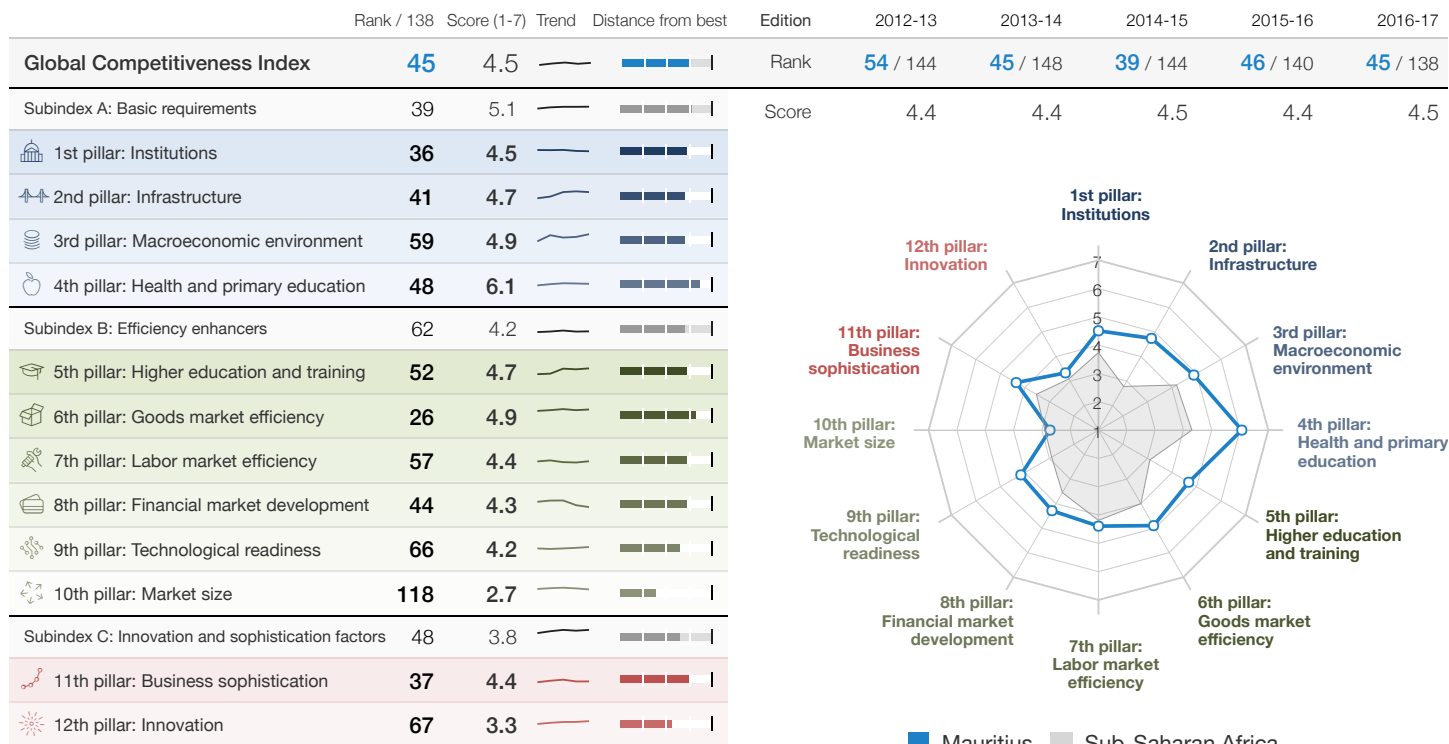 Rank / 138 Score (1-7) Trend Distance from best
Global Competitiveness Index 45 4.5
Subindex A: Basic requirements 39 5.1
1st pillar: Institutions 36 4.5
2nd pillar: Infrastructure 41 4.7
3rd pillar: Macroeconomic environment 59 4.9
4th pillar: Health and primary education 48 6.1
Subindex B: Efficiency enhancers 62 4.2
5th pillar: Higher education and training 52 4.7
6th pillar: Goods market efficiency 26 4.9
7th pillar: Labor market efficiency 57 4.4
8th pillar: Financial market development 44 4.3
9th pillar: Technological readiness 66 4.2
10th pillar: Market size 118 2.7
Subindex C: Innovation and sophistication factors 48 3.8
11th pillar: Business sophistication 37 4.4
12th pillar: Innovation 67 3.3
Edition 2012-13 2013-14 2014-15 2015-16 2016-17
Rank 54 / 144 45 / 148 39 / 144 46 / 140 45 / 138
Score 4.4 4.4 4.5 4.4 4.5
1st pillar:
Institutions
2nd pillar:
Infrastructure
3rd pillar:
Macroeconomic
environment
4th pillar:
Health and primary
education
5th pillar:
Higher education
and training
6th pillar:
Goods market
efficiency
7th pillar:
Labor market
efficiency
8th pillar:
Financial market
development
9th pillar:
Technological
readiness
10th pillar:
Market size
11th pillar:
Business
sophistication
12th pillar:
Innovation
7
6
5
4
3
2
1
Mauritius Sub-Saharan Africa